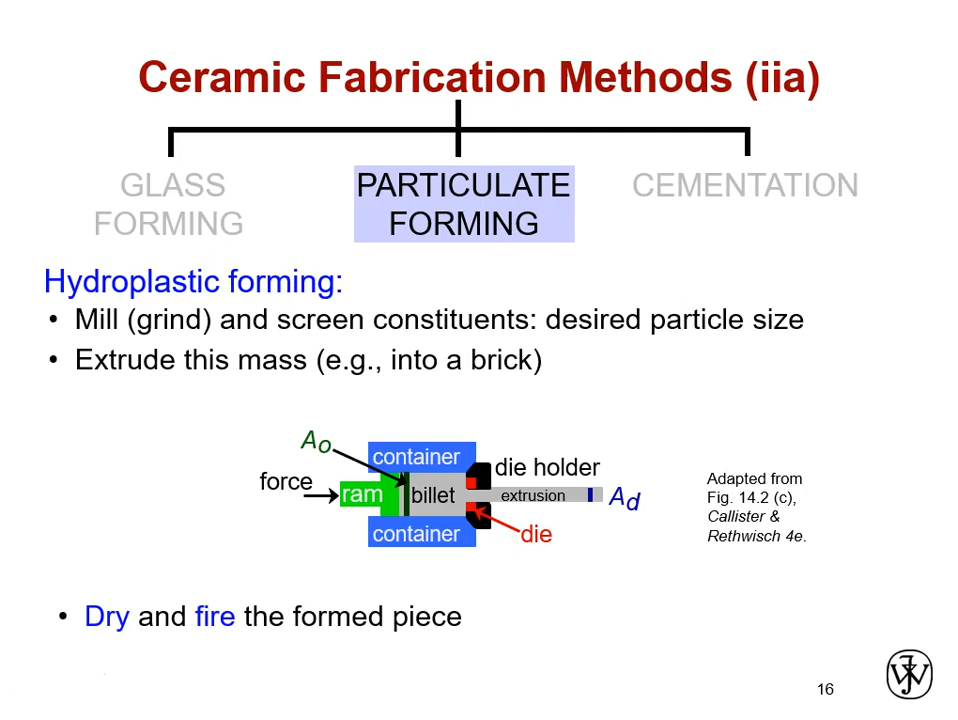 Ceramic Fabrication Methods (iia)
GLASS
FORMING
PARTICULATE
FORMING
CEMENTATION
Hydroplastic forming:
• Mill (grind) and screen constituents: desired particle size
• Extrude this mass (e.g., into a brick)
Ao
container
force
ram
billet
die holder
extrusion
Ad
container
die
Adapted from
Fig. 14.2 (c),
Callister &
Rethwisch 4e.
• Dry and fire the formed piece
16
JW